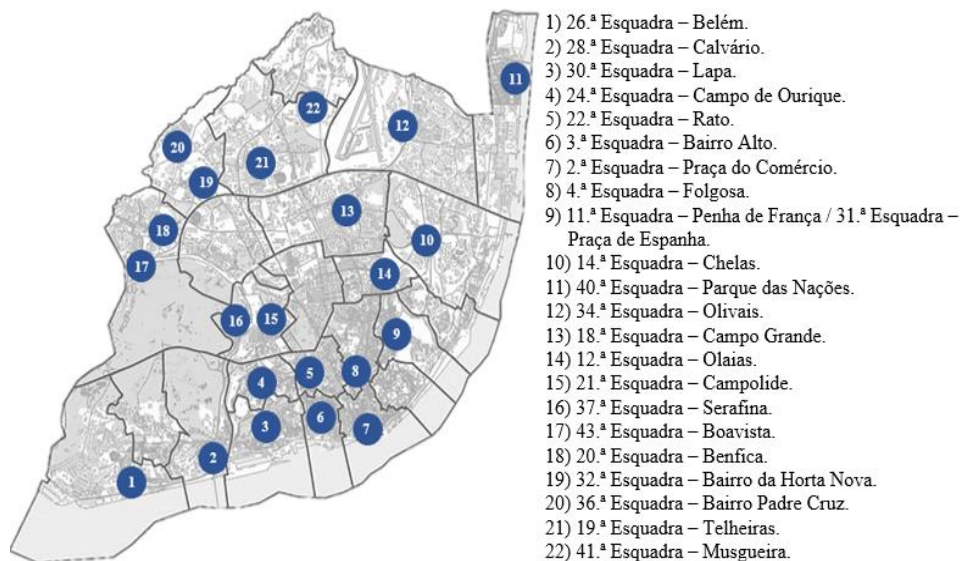 1) 26.ª Esquadra – Belém.
2) 28.ª Esquadra – Calvário.
3) 30.ª Esquadra – Lapa.
4) 24.ª Esquadra – Campo de Ourique.
5) 22.ª Esquadra – Rato.
6) 3.ª Esquadra – Bairro Alto.
7) 2.ª Esquadra – Praça do Comércio.
8) 4.ª Esquadra – Folgosa.
9) 11.ª Esquadra – Penha de França / 31.ª Esquadra –
Praça de Espanha.
10) 14.ª Esquadra – Chelas.
11) 40.ª Esquadra – Parque das Nações.
12) 34.ª Esquadra – Olivais.
13) 18.ª Esquadra – Campo Grande.
14) 12.ª Esquadra – Olaias.
15) 21.ª Esquadra – Campolide.
16) 37.ª Esquadra – Serafina.
17) 43.ª Esquadra – Boavista.
18) 20.ª Esquadra – Benfica.
19) 32.ª Esquadra – Bairro da Horta Nova.
20) 36.ª Esquadra – Bairro Padre Cruz.
21) 19.ª Esquadra – Telheiras.
22) 41.ª Esquadra – Musgueira.
11
22
12
20
21
19
13
18
10
17
14
16
15
9
5
8
4
6
3
7
2
1